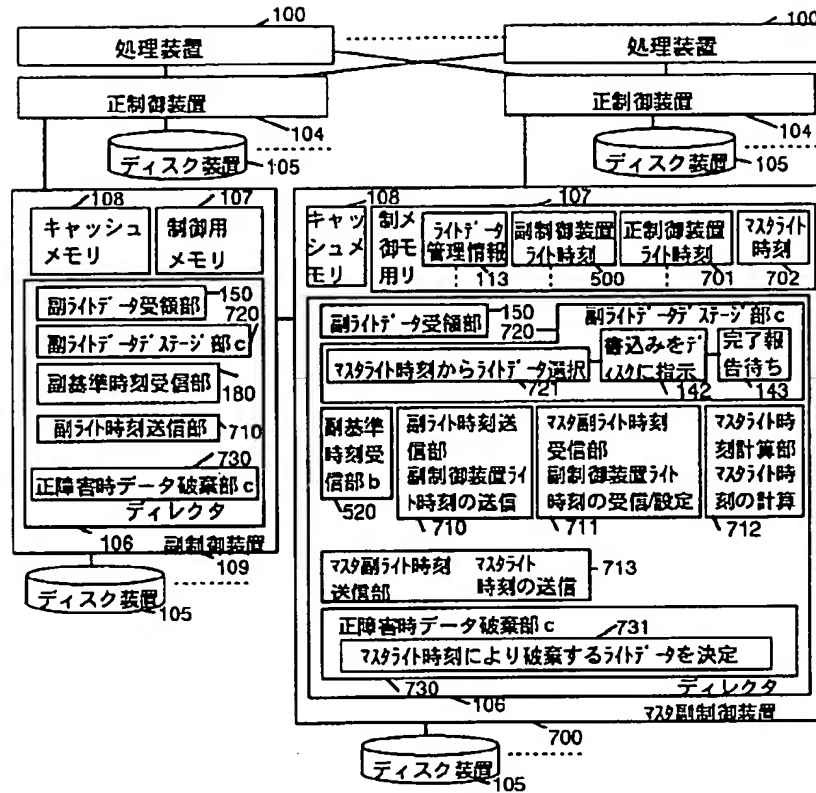 100
処理装置
100
処理装置
正制御装置
104
正制御装置
104
ディスク装置
105
ディスク装置
105
108
107
キャッシュ
メモリ
制御用
メモリ
150
副ライトデータ受領部
720
副ライトデータデステージ部c
副基準時刻受信部
180
副ライト時刻送信部
710
730
正障害時データ破棄部c
ディレクタ
106
副制御装置
109
ディスク装置
105
108
107
キャッ
シュメ
モリ
制メ
御モ
用リ
ライトデータ
管理情報
113
副制御装置
ライト時刻
500
正制御装置
ライト時刻
701
マスタライト
時刻
702
副ライトデータ受領部
150
720
副ライトデータデステージ部c
マスタライト時刻からライトデータ選択
721
書込みをデ
ィスクに指示
142
完了報
告待ち
143
副基準
時刻受
信部b
520
副ライト時刻送
信部
副制御装置ライ
ト時刻の送信
710
マスタ副ライト時刻
受信部
副制御装置ライト
時刻の受信/設定
711
マスタライト時
刻計算部
マスタライト時
刻の計算
712
マスタ副ライト時刻
送信部
マスタライト
時刻の送信
713
正障害時データ破棄部c
731
マスタライト時刻により破棄するライトデータを決定
730
ディレクタ
106
マスタ副制御装置
700
ディスク装置
105